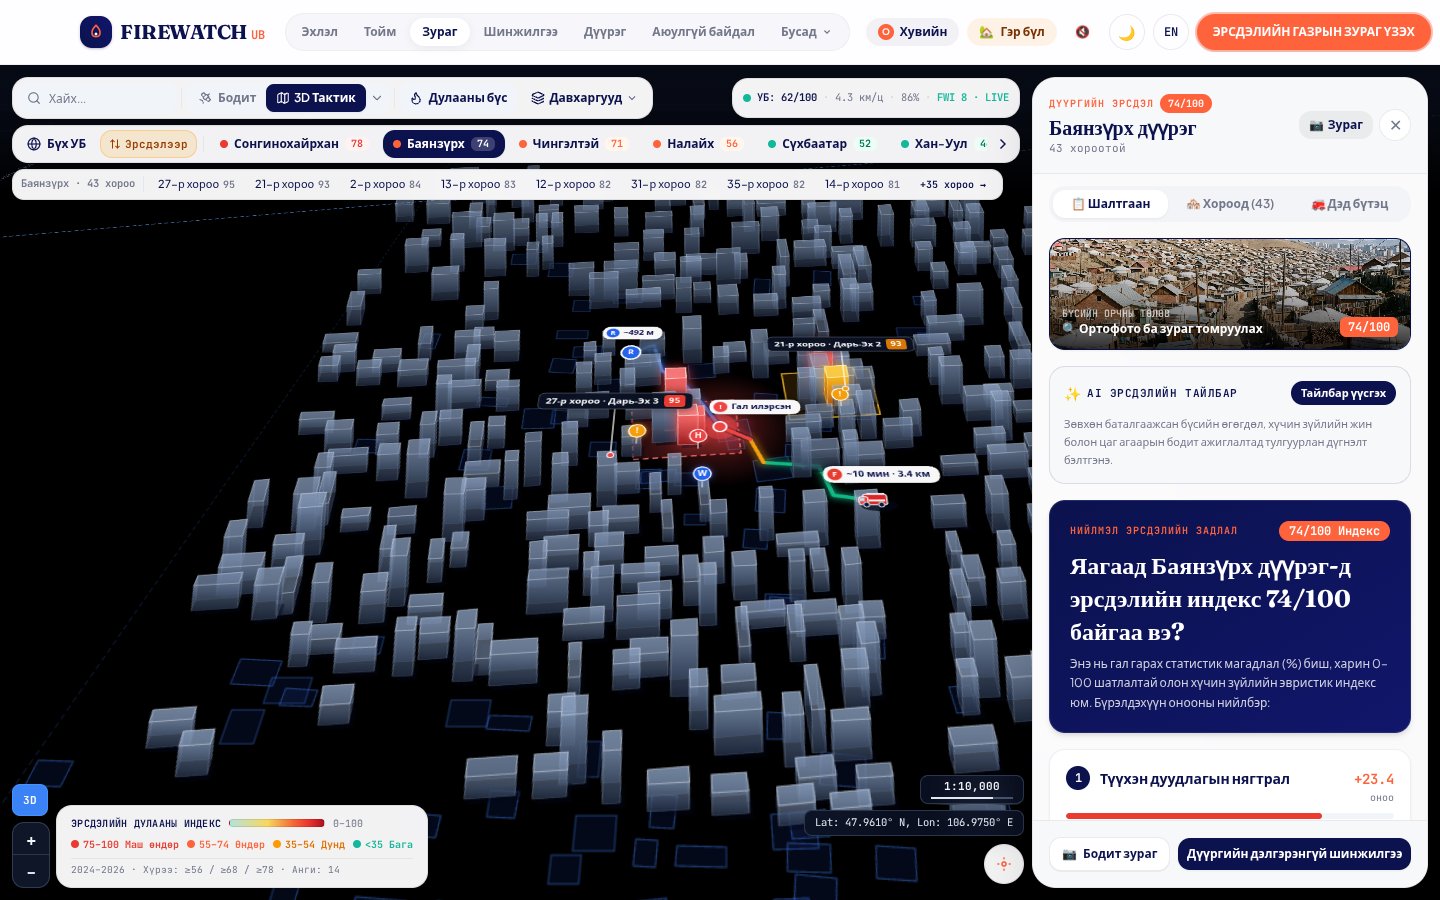 FIREWATCH UB
Эхлэл Тойм Зураг Шинжилгээ Дүүрэг Аюулгүй байдал Бусад
Хувийн Гэр бүл EN ЭРСДЭЛИЙН ГАЗРЫН ЗУРАГ ҮЗЭХ
Хайх... Бодит 3D Тактик Дулааны бүс Давхаргууд
УБ: 62/100 · 4.3 км/ц · 86% · FWI 8 · LIVE
Бүх УБ Эрсдэлээр Сонгинохайрхан 78 Баянзүрх 74 Чингэлтэй 71 Налайх 56 Сүхбаатар 52 Хан-Уул
Баянзүрх · 43 хороо 27-р хороо 95 21-р хороо 93 2-р хороо 84 13-р хороо 83 12-р хороо 82 31-р хороо 82 35-р хороо 82 14-р хороо 81 +35 хороо →
R ~492 м
R
21-р хороо · Дарь-Эх 2 93
27-р хороо · Дарь-Эх 3 95
! Гал илэрсэн
!
! H
W
F ~10 мин · 3.4 км
3D
+
−
ЭРСДЭЛИЙН ДУЛААНЫ ИНДЕКС 0–100
75–100 Маш өндөр 55–74 Өндөр 35–54 Дунд <35 Бага
2024–2026 · Хүрээ: ≥56 / ≥68 / ≥78 · Анги: 14
1:10,000
Lat: 47.9610° N, Lon: 106.9750° E
ДҮҮРГИЙН ЭРСДЭЛ 74/100
Баянзүрх дүүрэг
43 хороотой
Зураг
Шалтгаан Хороод (43) Дэд бүтэц
БҮСИЙН ОРЧНЫ ТӨЛӨВ
Ортофото ба зураг томруулах 74/100
AI ЭРСДЭЛИЙН ТАЙЛБАР Тайлбар үүсгэх
Зөвхөн баталгаажсан бүсийн өгөгдөл, хүчин зүйлийн жин
болон цаг агаарын бодит ажиглалтад тулгуурлан дүгнэлт
бэлтгэнэ.
НИЙЛМЭЛ ЭРСДЭЛИЙН ЗАДЛАЛ 74/100 Индекс
Яагаад Баянзүрх дүүрэг-д
эрсдэлийн индекс 74/100
байгаа вэ?
Энэ нь гал гарах статистик магадлал (%) биш, харин 0–
100 шатлалтай олон хүчин зүйлийн эвристик индекс
юм. Бүрэлдэхүүн онооны нийлбэр:
1 Түүхэн дуудлагын нягтрал +23.4
оноо
Бодит зураг Дүүргийн дэлгэрэнгүй шинжилгээ